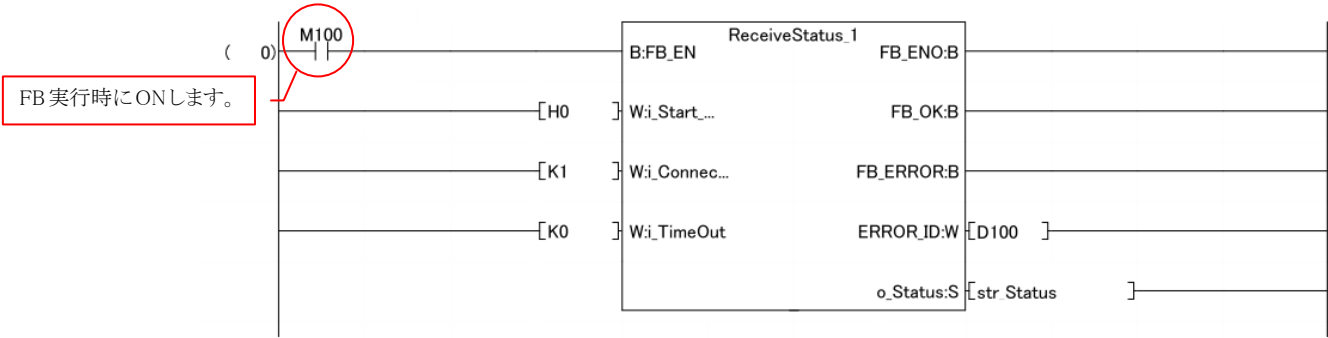 M100 ReceiveStatus_1
( 0) B:FB_EN FB_ENO:B
FB実行時にONします。
[H0 ] W:i_Start_... FB_OK:B
[K1 ] W:i_Connec... FB_ERROR:B
[K0 ] W:i_TimeOut ERROR_ID:W [D100 ]
o_Status:S [str_Status ]